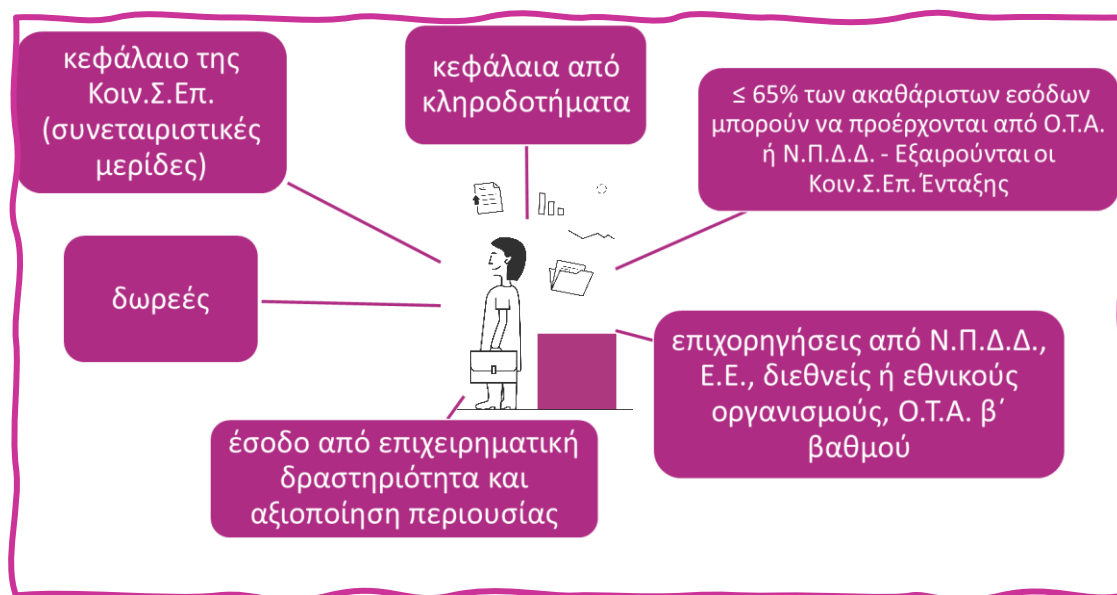 κεφάλαιο της
Κοιν.Σ.Επ.
(συνεταιριστικές
μερίδες)
κεφάλαια από
κληροδοτήματα
≤ 65% των ακαθάριστων εσόδων
μπορούν να προέρχονται από Ο.Τ.Α.
ή Ν.Π.Δ.Δ. - Εξαιρούνται οι
Κοιν.Σ.Επ. Ένταξης
δωρεές
επιχορηγήσεις από Ν.Π.Δ.Δ.,
Ε.Ε., διεθνείς ή εθνικούς
οργανισμούς, Ο.Τ.Α. β΄
βαθμού
έσοδο από επιχειρηματική
δραστηριότητα και
αξιοποίηση περιουσίας